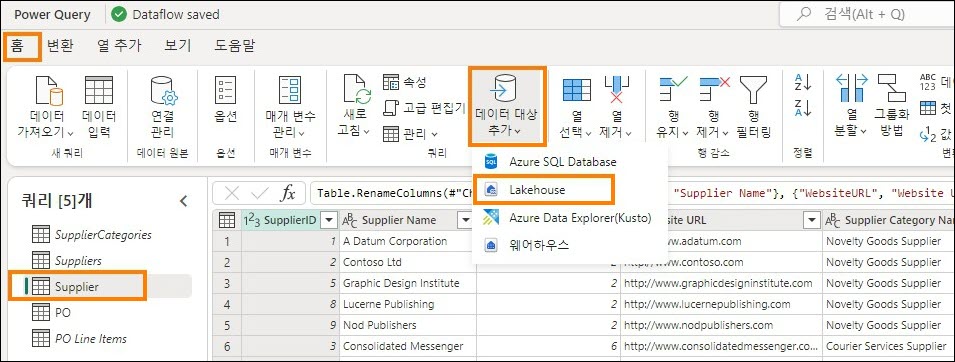 Power Query
Dataflow saved
검색(Alt + Q)
홈 변환 열 추가 보기 도움말
데이터 가져오기
데이터 입력
새 쿼리
연결 관리
데이터 원본
옵션
옵션
매개 변수 관리
매개 변수
새로 고침
속성
고급 편집기
관리
쿼리
데이터 대상 추가
열 선택
열 제거
행 유지
행 제거
행 필터링
행 감소
정렬
열 분할
그룹화 방법
데
첫
값
Azure SQL Database
Lakehouse
Azure Data Explorer(Kusto)
웨어하우스
쿼리 [5]개
SupplierCategories
Suppliers
Supplier
PO
PO Line Items
fx
Table.RenameColumns(#"Ch
"Supplier Name"}, {"WebsiteURL", "Website U
SupplierID Supplier Name site URL Supplier Category Name
1 1 A Datum Corporation www.adatum.com Novelty Goods Supplier
2 2 Contoso Ltd 2 http://www.contoso.com Novelty Goods Supplier
3 5 Graphic Design Institute 2 http://www.graphicdesigninstitute.com Novelty Goods Supplier
4 8 Lucerne Publishing 2 http://www.lucernepublishing.com Novelty Goods Supplier
5 9 Nod Publishers 2 http://www.nodpublishers.com Novelty Goods Supplier
6 3 Consolidated Messenger 6 http://www.consolidatedmessenger.co... Courier Services Supplier